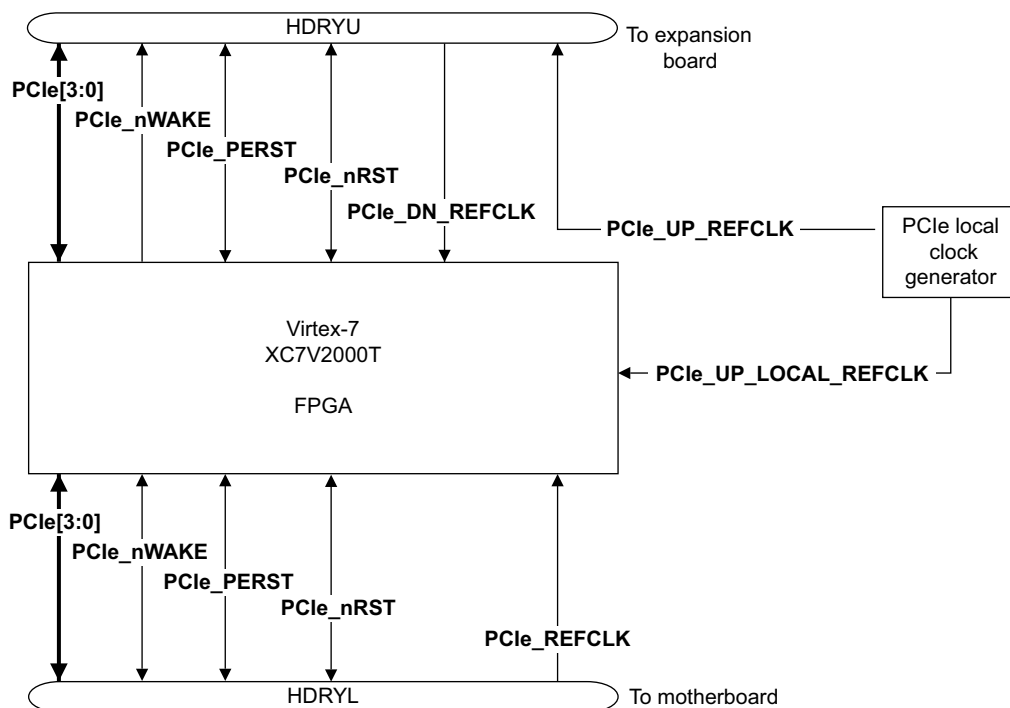 HDRYU
To expansion
board
PCIe[3:0]
PCIe_nWAKE
PCIe_PERST
PCIe_nRST
PCIe_DN_REFCLK
PCIe_UP_REFCLK
PCIe local
clock
generator
Virtex-7
XC7V2000T
FPGA
PCIe_UP_LOCAL_REFCLK
PCIe[3:0]
PCIe_nWAKE
PCIe_PERST
PCIe_nRST
PCIe_REFCLK
HDRYL
To motherboard